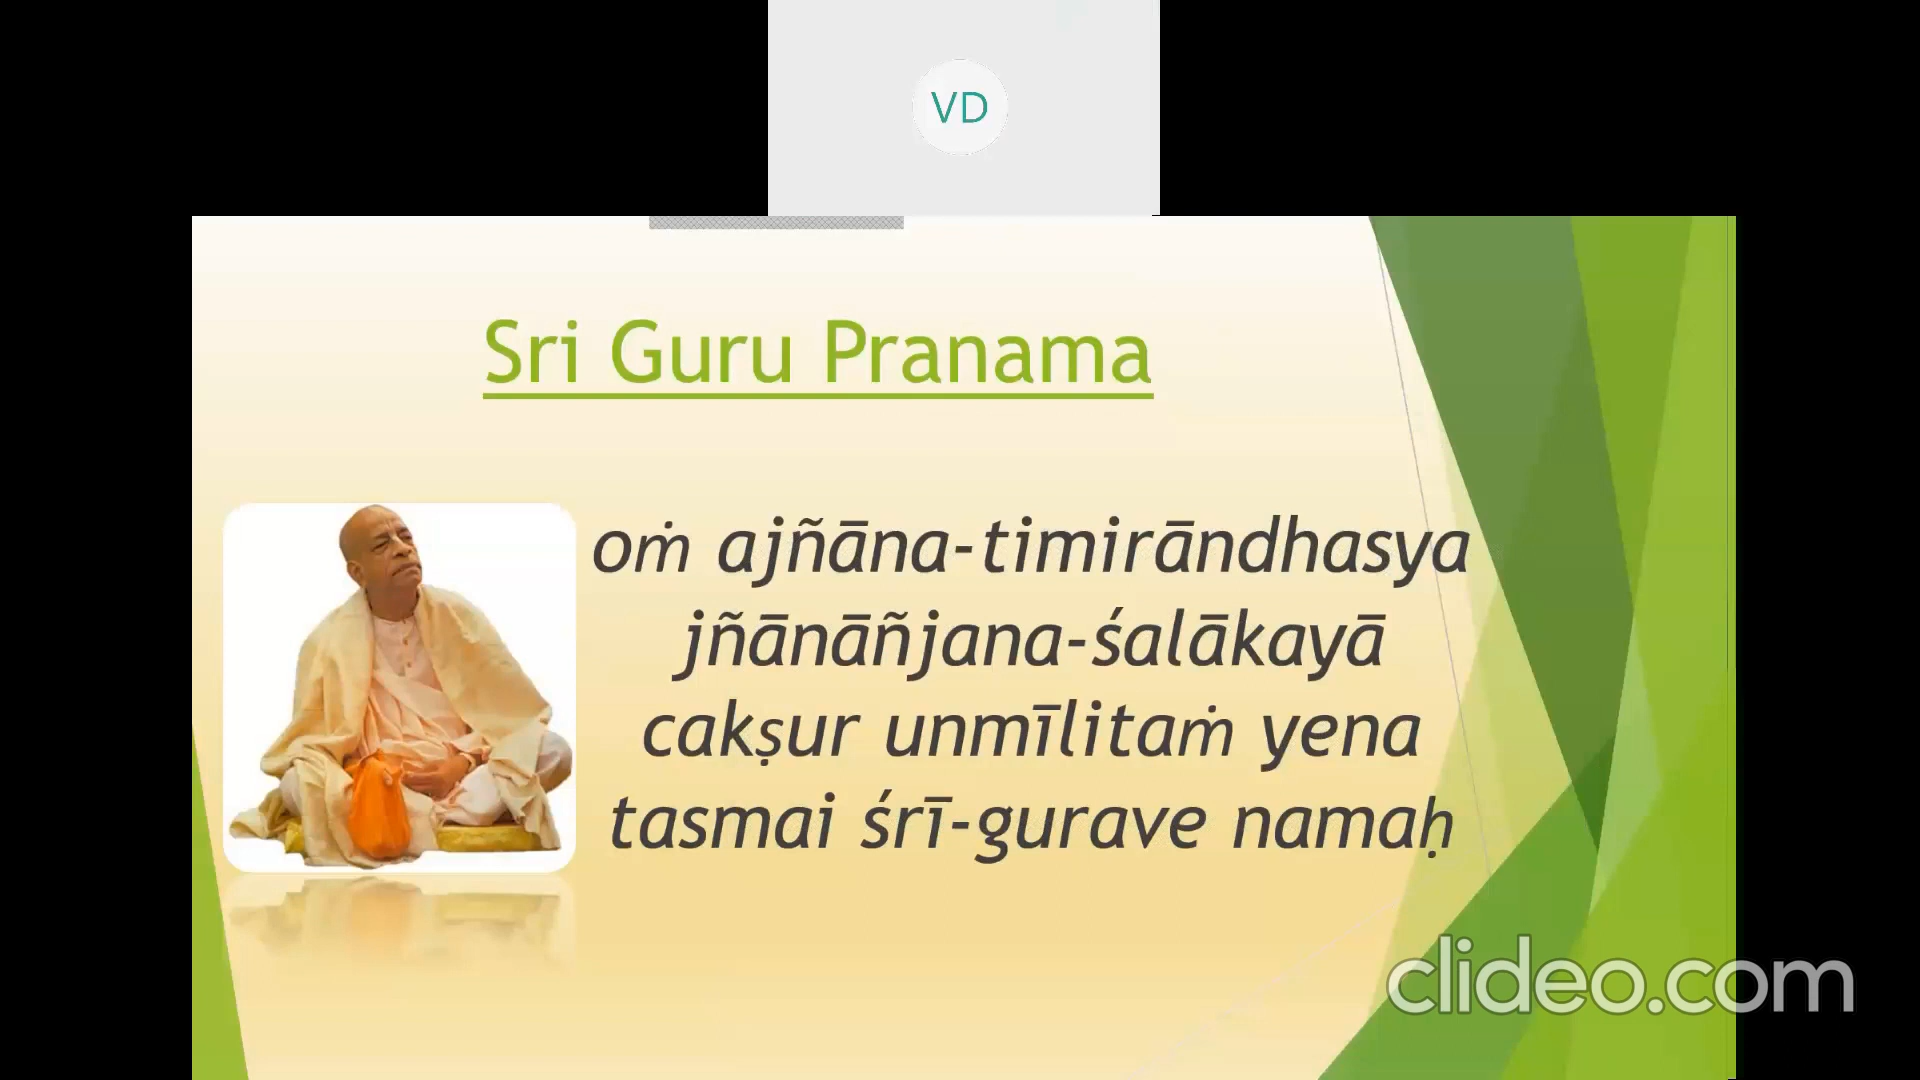 VD
Sri Guru Pranama
oṁ ajñāna-timirāndhasya
jñānāñjana-śalākayā
cakṣur unmīlitaṁ yena
tasmai śrī-gurave namaḥ
clideo.com